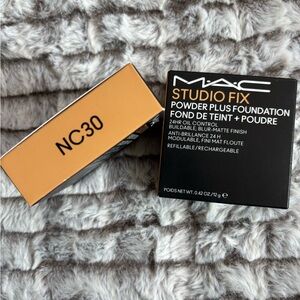 NC30
M·A·C
STUDIO FIX
POWDER PLUS FOUNDATION
FOND DE TEINT + POUDRE
24HR OIL CONTROL
BUILDABLE, BLUR-MATTE FINISH
ANTI-BRILLANCE 24 H
MODULABLE, FINI MAT FLOUTÉ
REFILLABLE/RECHARGEABLE
POIDS NET WT. 0.42 OZ/12 g ℮